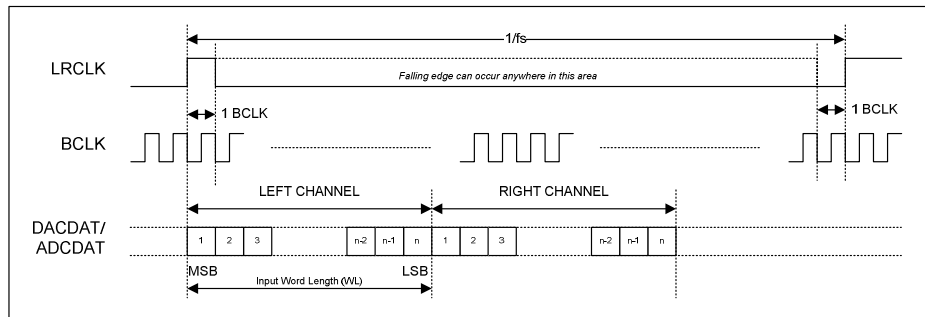 1/fs
LRCLK
Falling edge can occur anywhere in this area
1 BCLK
1 BCLK
BCLK
LEFT CHANNEL
RIGHT CHANNEL
DACDAT/
ADCDAT
1 2 3 n-2 n-1 n 1 2 3 n-2 n-1 n
MSB
LSB
Input Word Length (WL)